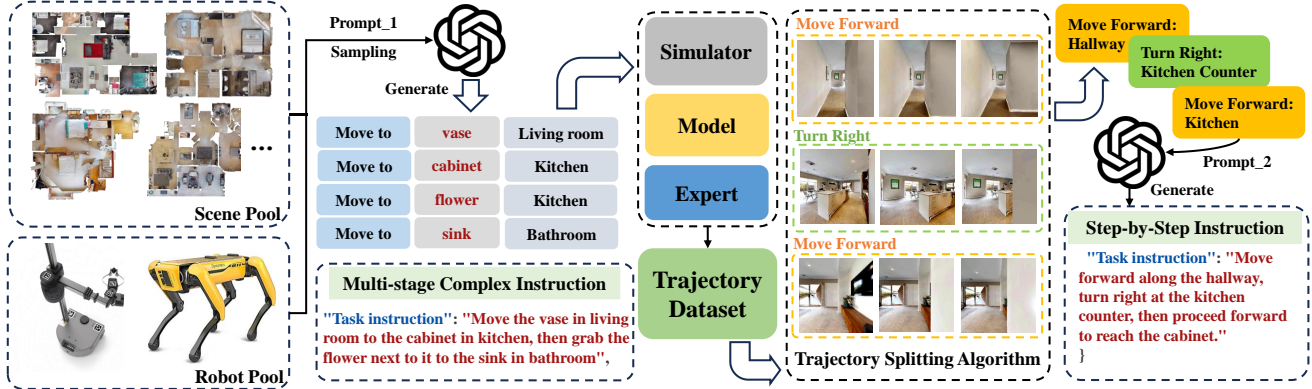 Scene Pool
Robot Pool
Prompt_1
Sampling
Generate
Move to vase Living room
Move to cabinet Kitchen
Move to flower Kitchen
Move to sink Bathroom
Multi-stage Complex Instruction
"Task instruction": "Move the vase in living
room to the cabinet in kitchen, then grab the
flower next to it to the sink in bathroom",
Simulator
Model
Expert
Trajectory
Dataset
Move Forward
Turn Right
Move Forward
Trajectory Splitting Algorithm
Move Forward:
Hallway
Turn Right:
Kitchen Counter
Move Forward:
Kitchen
Prompt_2
Generate
Step-by-Step Instruction
"Task instruction": "Move
forward along the hallway,
turn right at the kitchen
counter, then proceed forward
to reach the cabinet."
}